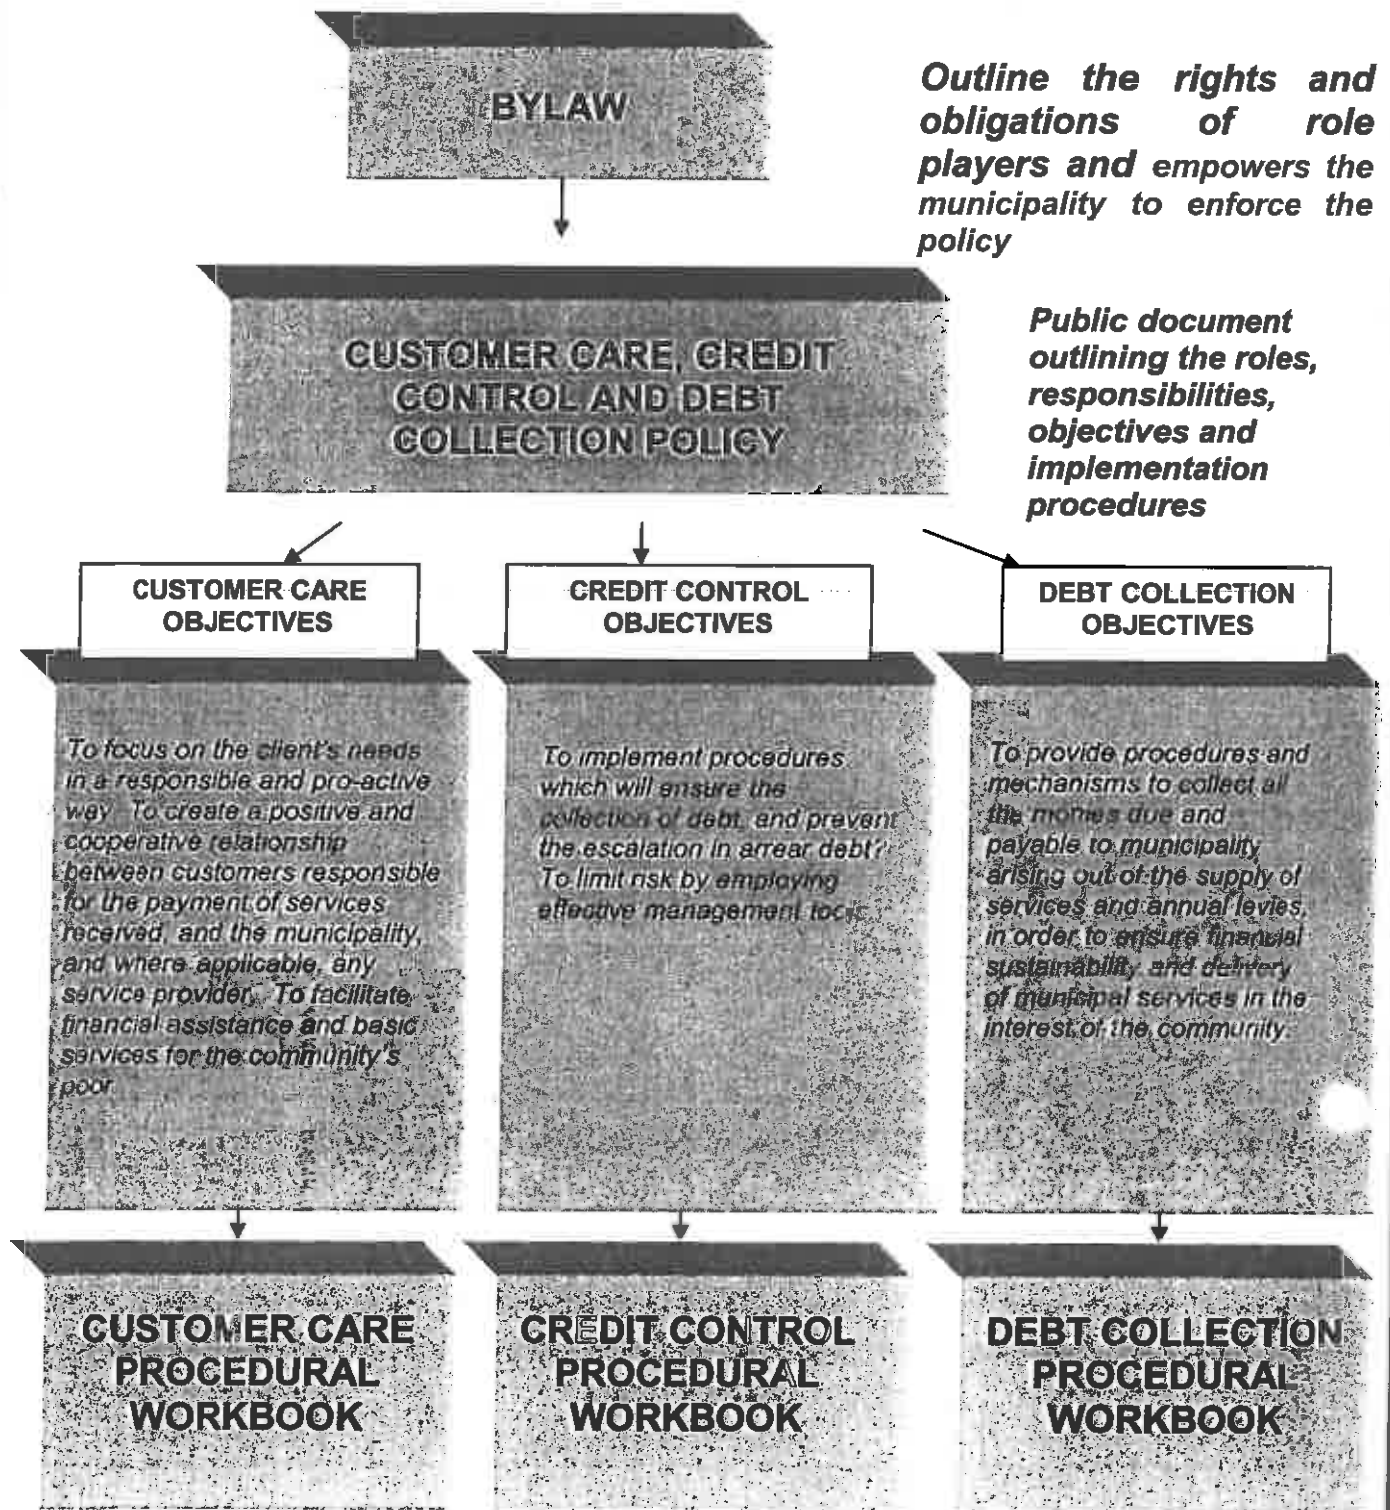 BYLAW
Outline the rights and
obligations of role
players and empowers the
municipality to enforce the
policy
CUSTOMER CARE, CREDIT
CONTROL AND DEBT
COLLECTION POLICY
Public document
outlining the roles,
responsibilities,
objectives and
implementation
procedures
CUSTOMER CARE
OBJECTIVES
To focus on the client's needs
in a responsible and pro-active
way. To create a positive and
cooperative relationship
between customers responsible
for the payment of services
received, and the municipality,
and where applicable, any
service provider. To facilitate
financial assistance and basic
services for the community's
poor
CREDIT CONTROL
OBJECTIVES
To implement procedures
which will ensure the
collection of debt, and prevent
the escalation in arrear debt?
To limit risk by employing
effective management
DEBT COLLECTION
OBJECTIVES
To provide procedures and
mechanisms to collect all
the monies due and
payable to municipality
arising out of the supply of
services and annual levies,
in order to ensure financial
sustainability and delivery
of municipal services in the
interest of the community.
CUSTOMER CARE
PROCEDURAL
WORKBOOK
CREDIT CONTROL
PROCEDURAL
WORKBOOK
DEBT COLLECTION
PROCEDURAL
WORKBOOK